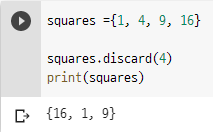 squares ={1, 4, 9, 16}
squares.discard(4)
print(squares)
{16, 1, 9}